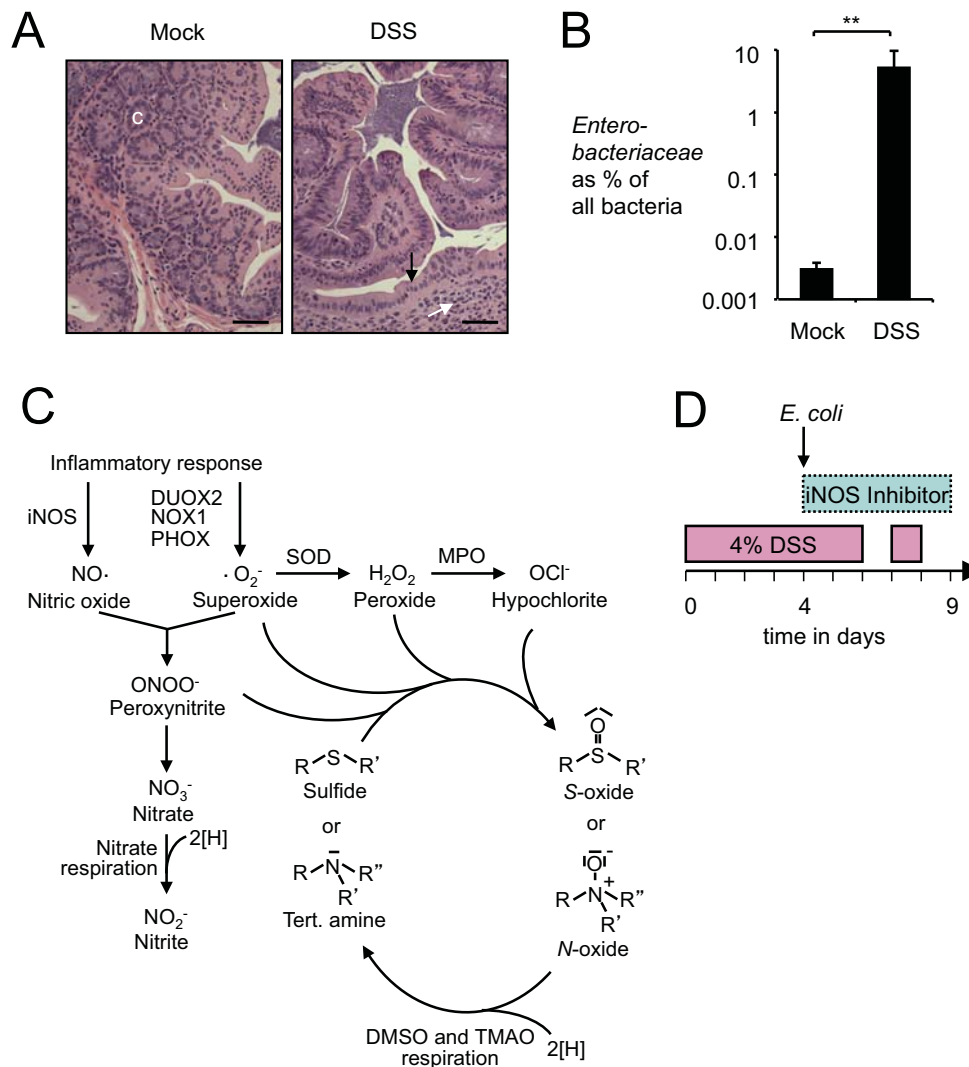 A
Mock
DSS
c
B
**
Entero-
bacteriaceae
as % of
all bacteria
10
1
0.1
0.01
0.001
Mock
DSS
C
Inflammatory response
iNOS
DUOX2
NOX1
PHOX
NO·
Nitric oxide
·O₂⁻
Superoxide
SOD
H₂O₂
Peroxide
MPO
OCl⁻
Hypochlorite
ONOO⁻
Peroxynitrite
NO₃⁻
Nitrate
Nitrate
respiration
2[H]
NO₂⁻
Nitrite
R S R'
Sulfide
or
R N R''
R'
Tert. amine
O
R S R'
S-oxide
or
O⁻
R N⁺ R''
R'
N-oxide
DMSO and TMAO
respiration
2[H]
D
E. coli
iNOS Inhibitor
4% DSS
0 4 9
time in days